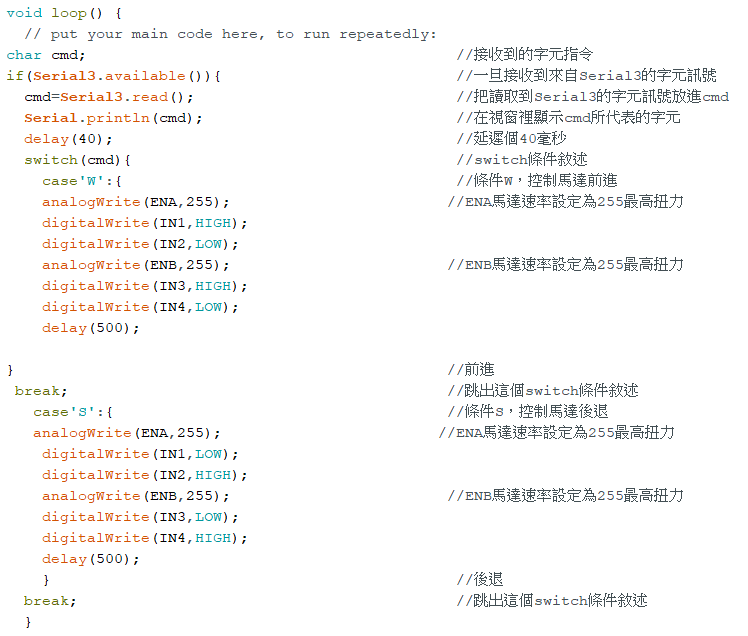 void loop() {
  // put your main code here, to run repeatedly:
char cmd;                                         //接收到的字元指令
if(Serial3.available()){                          //一旦接收到來自Serial3的字元訊號
  cmd=Serial3.read();                             //把讀取到Serial3的字元訊號放進cmd
  Serial.println(cmd);                            //在視窗裡顯示cmd所代表的字元
  delay(40);                                      //延遲個40毫秒
  switch(cmd){                                    //switch條件敘述
    case'W':{                                     //條件W，控制馬達前進
    analogWrite(ENA,255);                        //ENA馬達速率設定為255最高扭力
    digitalWrite(IN1,HIGH);
    digitalWrite(IN2,LOW);
    analogWrite(ENB,255);                        //ENB馬達速率設定為255最高扭力
    digitalWrite(IN3,HIGH);
    digitalWrite(IN4,LOW);
    delay(500);
}                                                //前進
 break;                                          //跳出這個switch條件敘述
   case'S':{                                     //條件S，控制馬達後退
   analogWrite(ENA,255);                        //ENA馬達速率設定為255最高扭力
    digitalWrite(IN1,LOW);
    digitalWrite(IN2,HIGH);
    analogWrite(ENB,255);                        //ENB馬達速率設定為255最高扭力
    digitalWrite(IN3,LOW);
    digitalWrite(IN4,HIGH);
    delay(500);
    }                                             //後退
  break;                                          //跳出這個switch條件敘述
  }